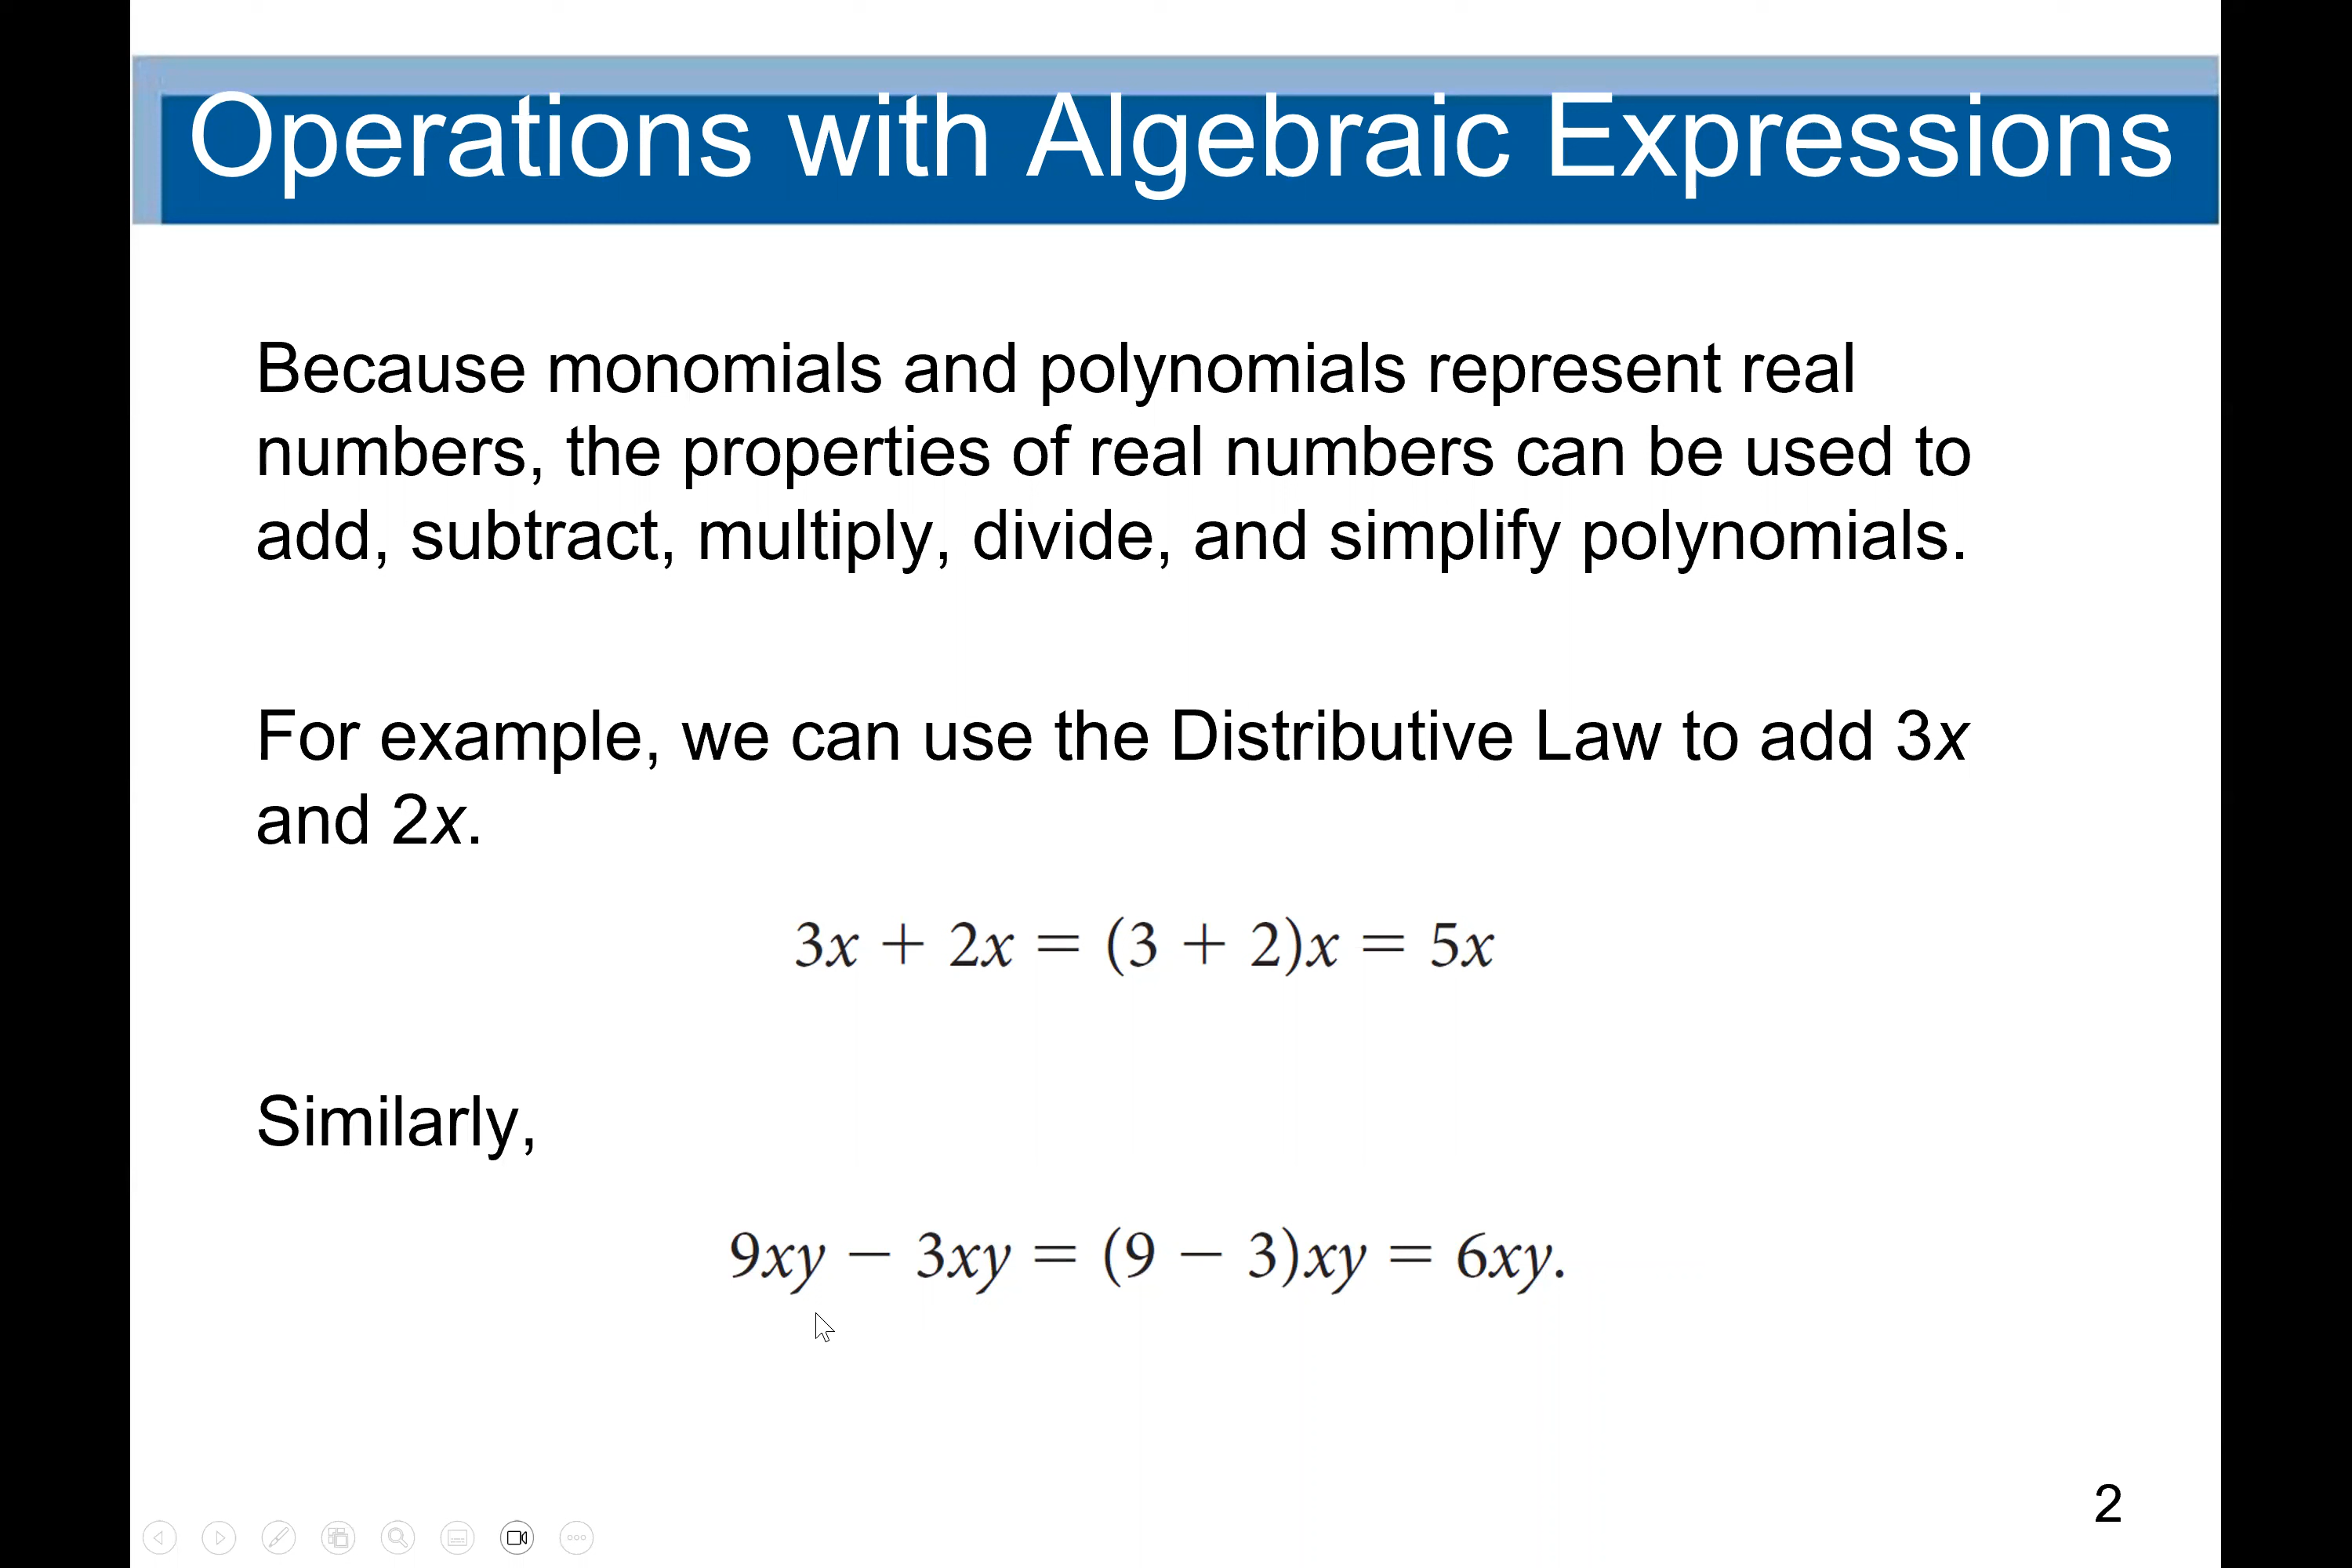 Operations with Algebraic Expressions
Because monomials and polynomials represent real
numbers, the properties of real numbers can be used to
add, subtract, multiply, divide, and simplify polynomials.
For example, we can use the Distributive Law to add 3x
and 2x.
3x + 2x = (3 + 2)x = 5x
Similarly,
9xy − 3xy = (9 − 3)xy = 6xy.
2